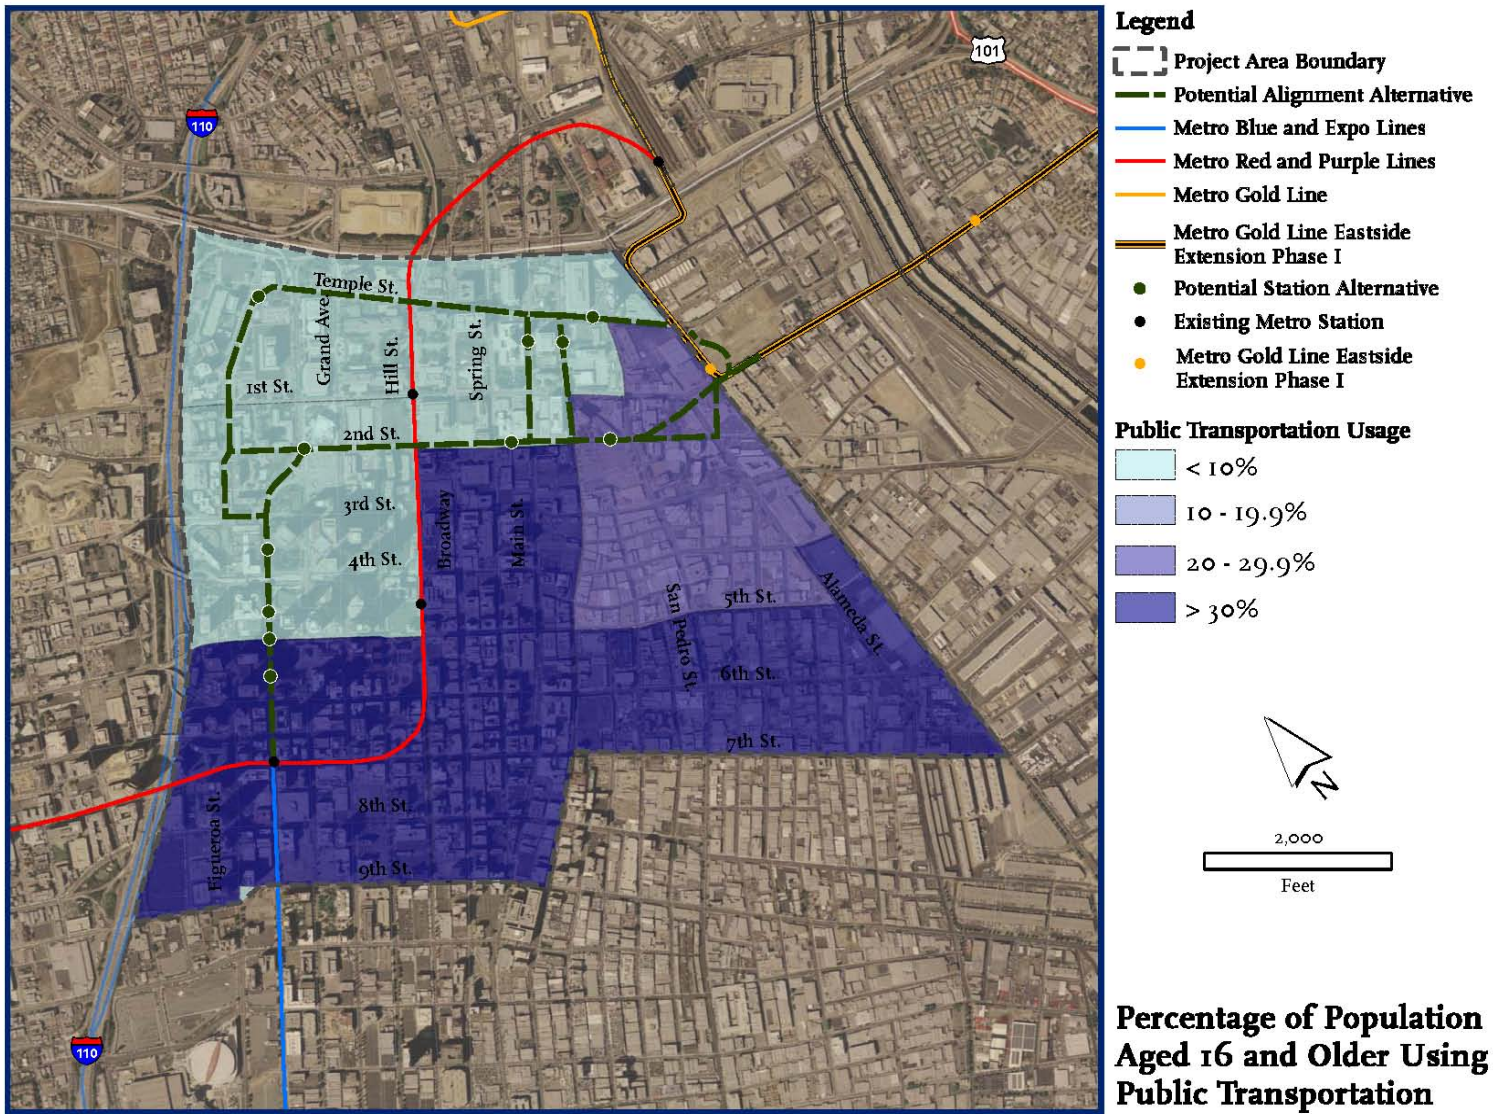 110
101
Temple St.
Grand Ave.
Hill St.
Spring St.
1st St.
2nd St.
3rd St.
Broadway
Main St.
4th St.
San Pedro St.
5th St.
Alameda St.
6th St.
7th St.
8th St.
Figueroa St.
9th St.
110
Legend
Project Area Boundary
Potential Alignment Alternative
Metro Blue and Expo Lines
Metro Red and Purple Lines
Metro Gold Line
Metro Gold Line Eastside
Extension Phase I
Potential Station Alternative
Existing Metro Station
Metro Gold Line Eastside
Extension Phase I
Public Transportation Usage
< 10%
10 - 19.9%
20 - 29.9%
> 30%
N
2,000
Feet
Percentage of Population
Aged 16 and Older Using
Public Transportation